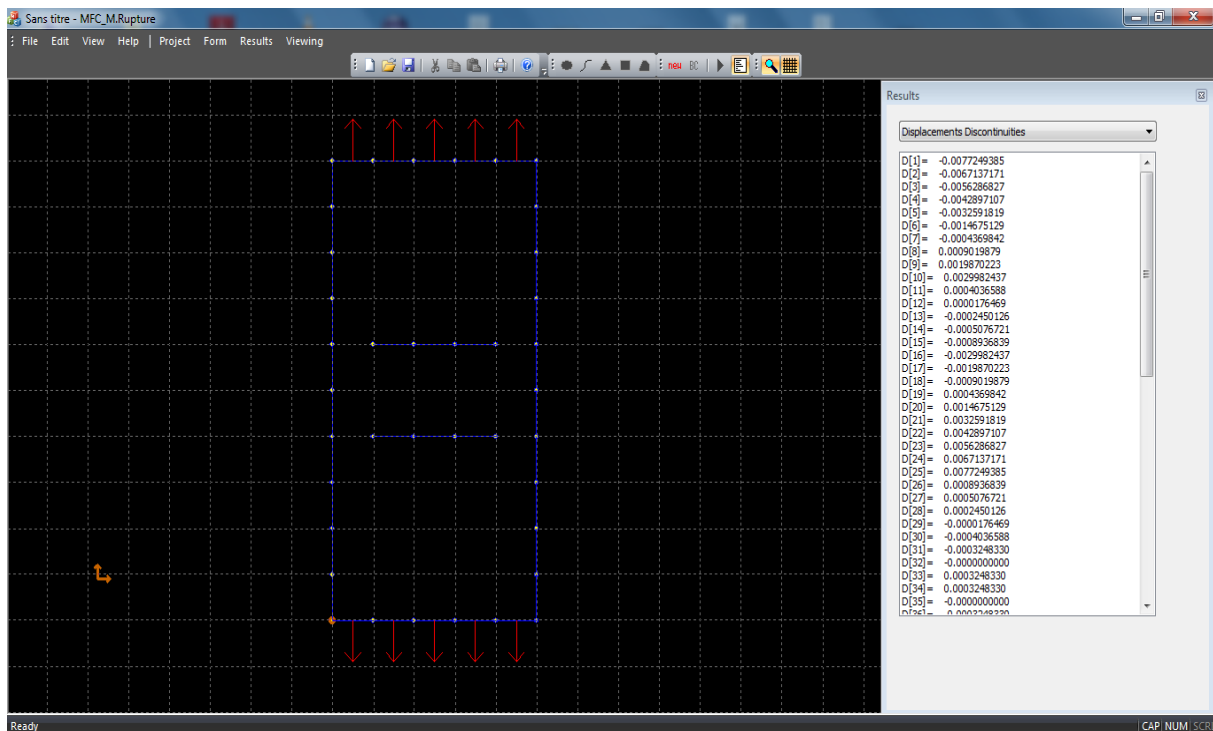 Sans titre - MFC_M.Rupture
File Edit View Help | Project Form Results Viewing
neu BC
Results
Displacements Discontinuities
D[1]= -0.0077249385
D[2]= -0.0067137171
D[3]= -0.0056286827
D[4]= -0.0042897107
D[5]= -0.0032591819
D[6]= -0.0014675129
D[7]= -0.0004369842
D[8]= 0.0009019879
D[9]= 0.0019870223
D[10]= 0.0029982437
D[11]= 0.0004036588
D[12]= 0.0000176469
D[13]= -0.0002450126
D[14]= -0.0005076721
D[15]= -0.0008936839
D[16]= -0.0029982437
D[17]= -0.0019870223
D[18]= -0.0009019879
D[19]= 0.0004369842
D[20]= 0.0014675129
D[21]= 0.0032591819
D[22]= 0.0042897107
D[23]= 0.0056286827
D[24]= 0.0067137171
D[25]= 0.0077249385
D[26]= 0.0008936839
D[27]= 0.0005076721
D[28]= 0.0002450126
D[29]= -0.0000176469
D[30]= -0.0004036588
D[31]= -0.0003248330
D[32]= -0.0000000000
D[33]= 0.0003248330
D[34]= 0.0003248330
D[35]= -0.0000000000
Ready
CAP NUM SCRL